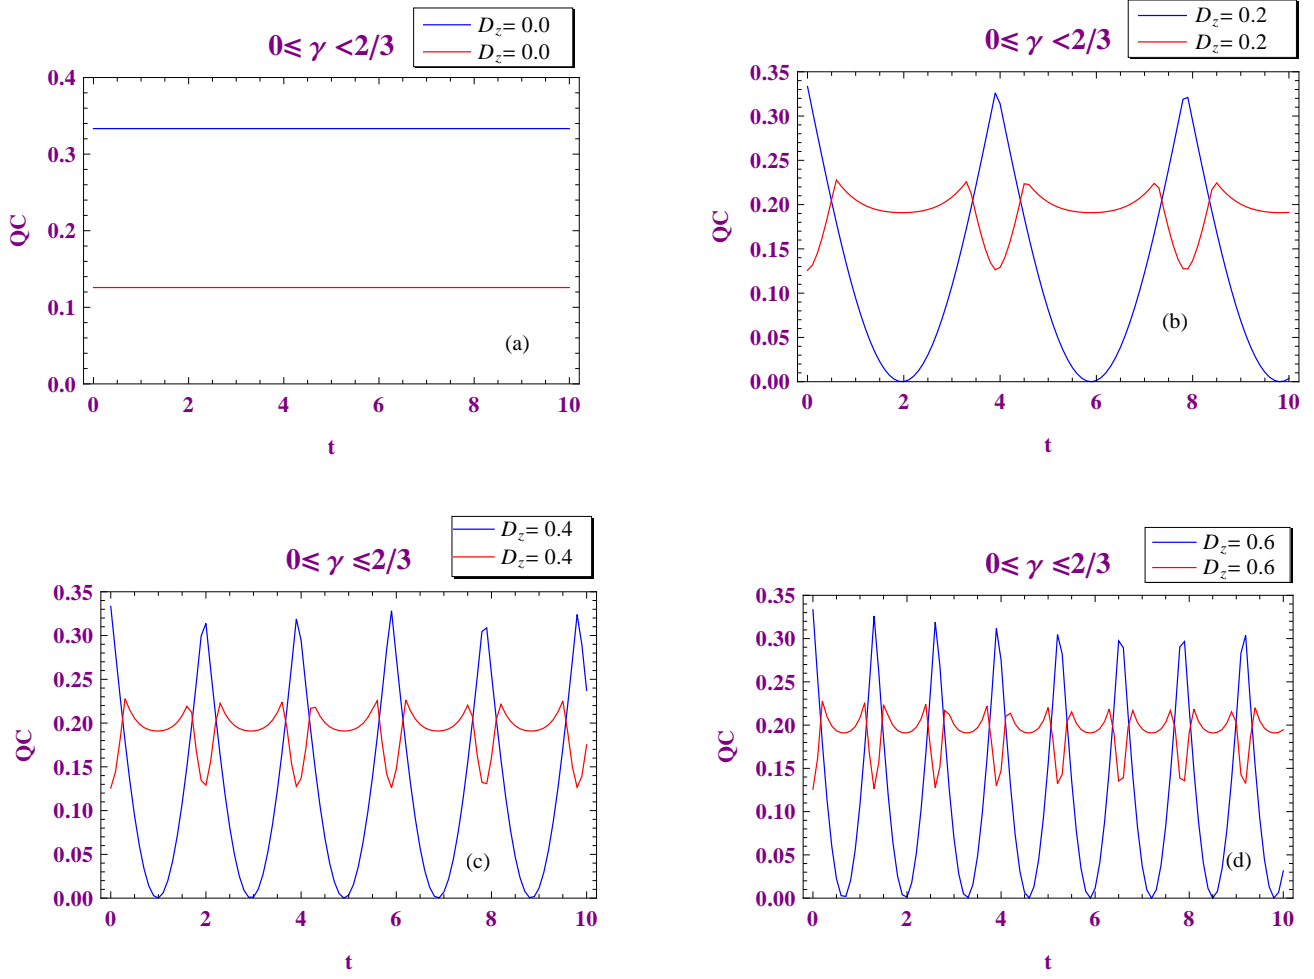 0≤ γ <2/3
D_z= 0.0
D_z= 0.0
QC
0.4
0.3
0.2
0.1
0.0
(a)
0 2 4 6 8 10
t
0≤ γ <2/3
D_z= 0.2
D_z= 0.2
QC
0.35
0.30
0.25
0.20
0.15
0.10
0.05
0.00
(b)
0 2 4 6 8 10
t
0≤ γ ≤2/3
D_z= 0.4
D_z= 0.4
QC
0.35
0.30
0.25
0.20
0.15
0.10
0.05
0.00
(c)
0 2 4 6 8 10
t
0≤ γ ≤2/3
D_z= 0.6
D_z= 0.6
QC
0.35
0.30
0.25
0.20
0.15
0.10
0.05
0.00
(d)
0 2 4 6 8 10
t